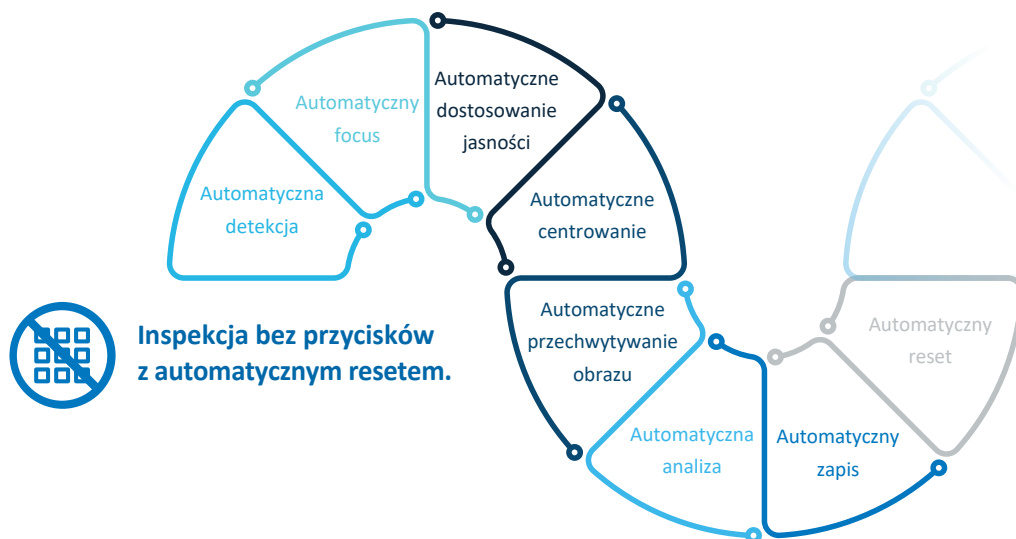 Automatyczna
detekcja
Automatyczny
focus
Automatyczne
dostosowanie
jasności
Automatyczne
centrowanie
Automatyczne
przechwytywanie
obrazu
Automatyczna
analiza
Automatyczny
zapis
Automatyczny
reset
Inspekcja bez przycisków
z automatycznym resetem.